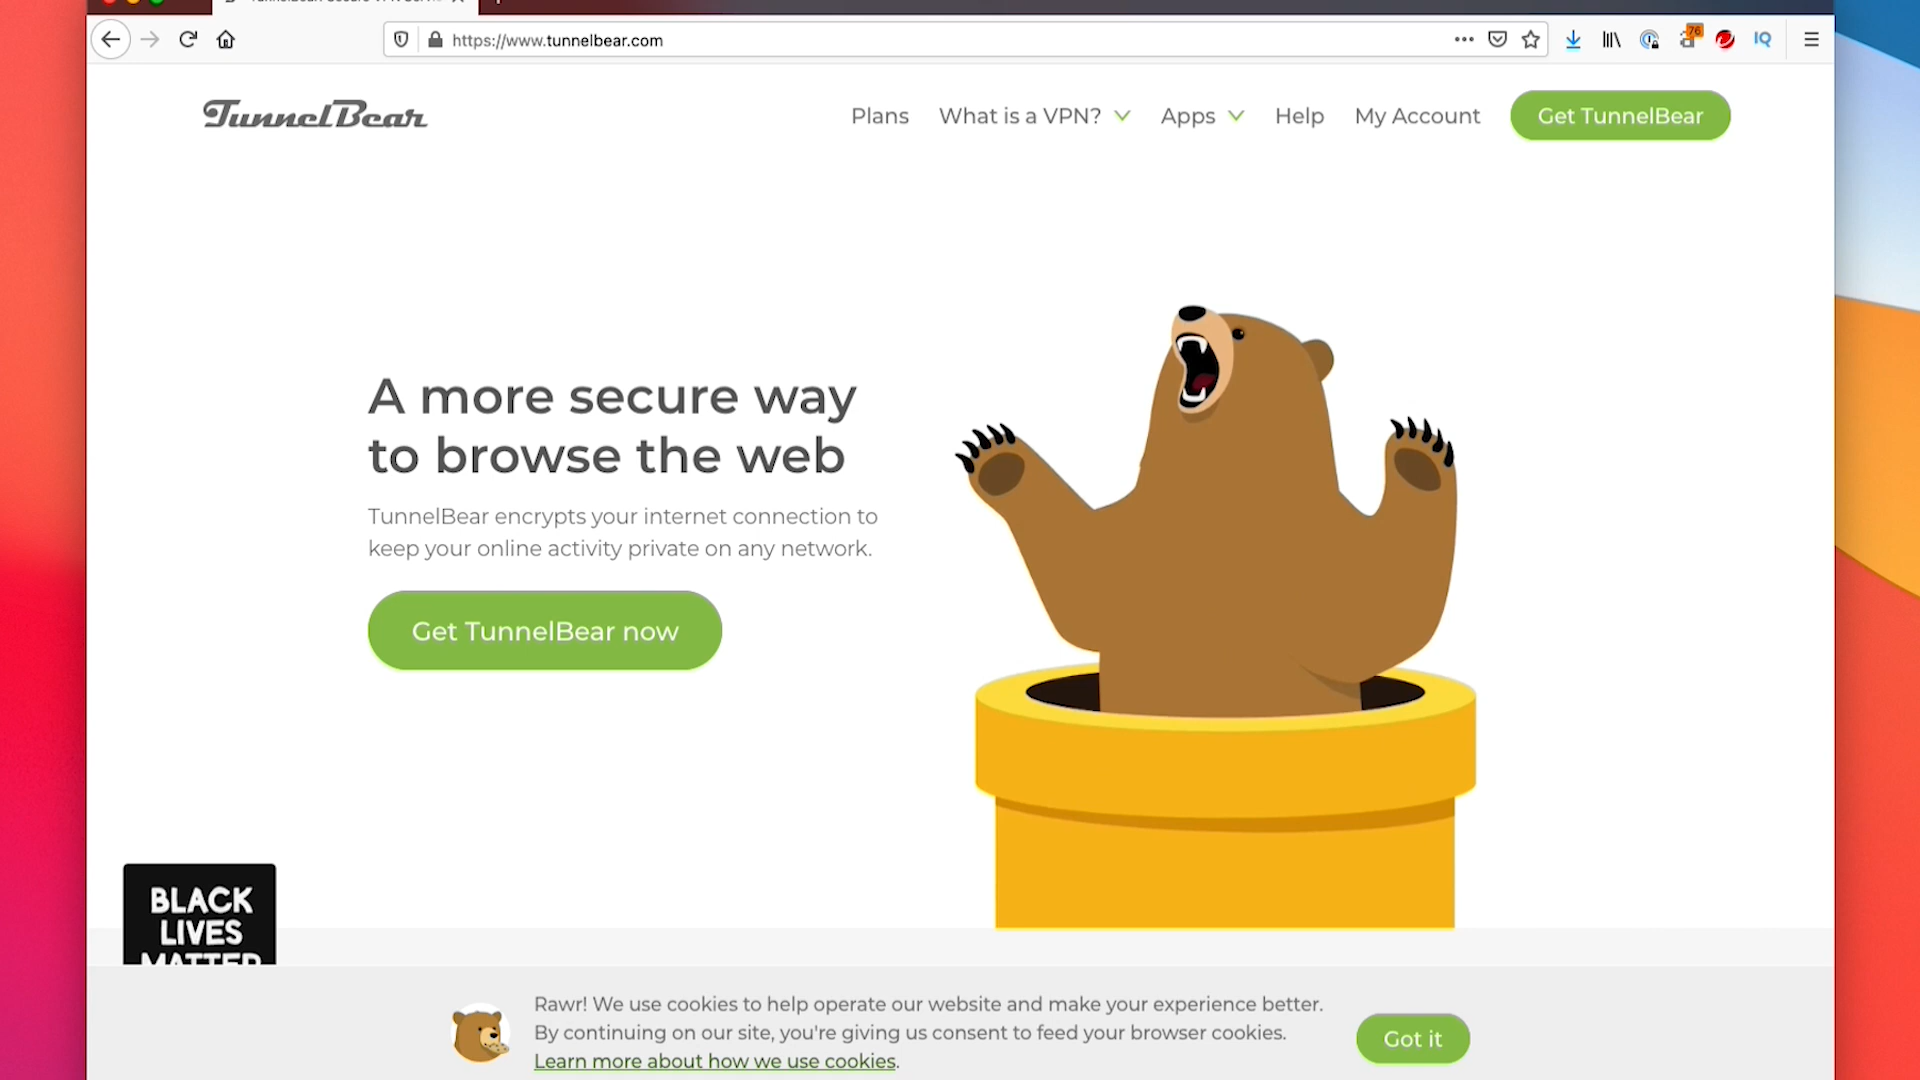 https://www.tunnelbear.com
76
IQ
TunnelBear
Plans
What is a VPN?
Apps
Help
My Account
Get TunnelBear
A more secure way
to browse the web
TunnelBear encrypts your internet connection to
keep your online activity private on any network.
Get TunnelBear now
BLACK
LIVES
MATTER
Rawr! We use cookies to help operate our website and make your experience better.
By continuing on our site, you're giving us consent to feed your browser cookies.
Learn more about how we use cookies.
Got it